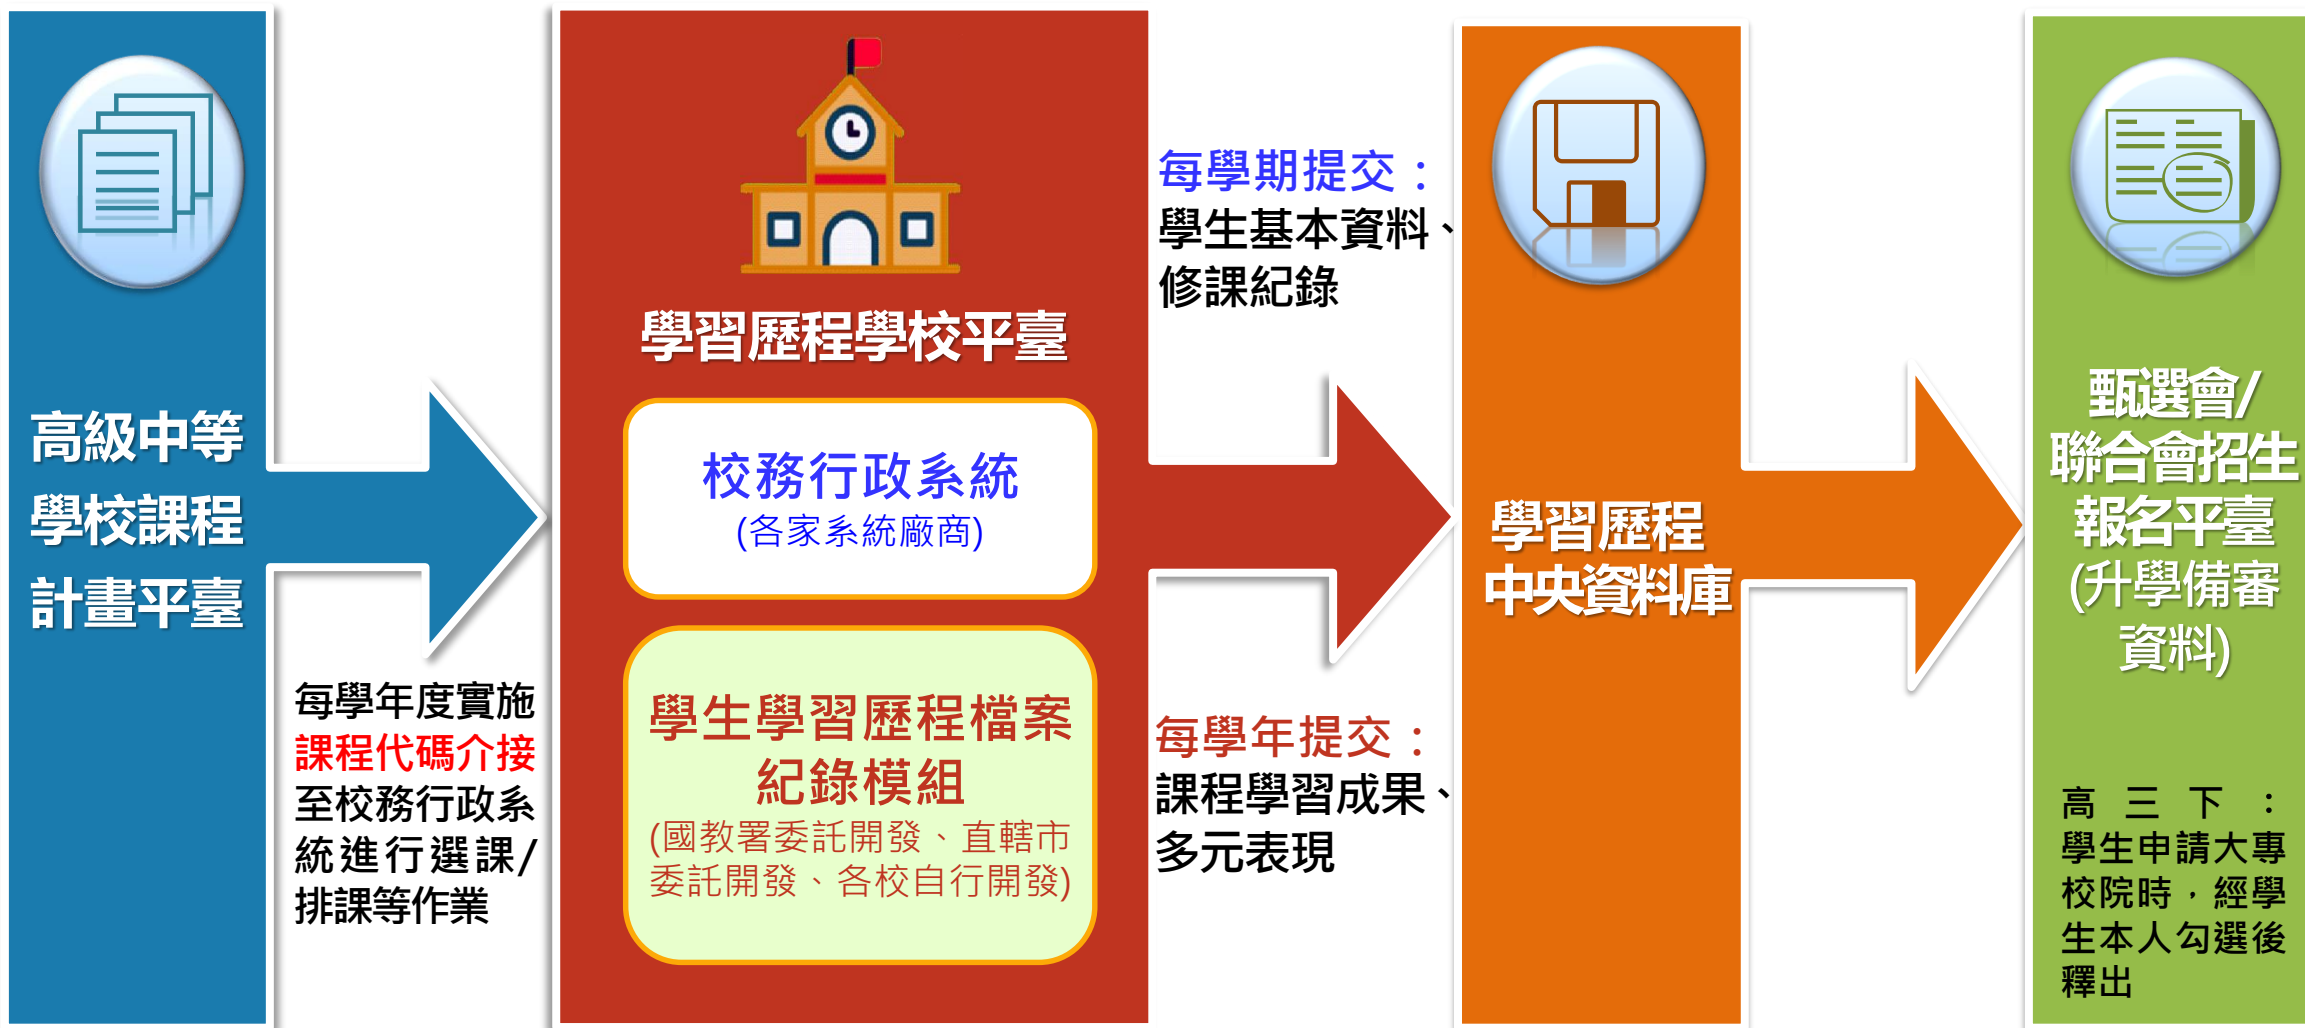 高級中等
學校課程
計畫平臺
每學年度實施
課程代碼介接
至校務行政系
統進行選課/
排課等作業
學習歷程學校平臺
校務行政系統
(各家系統廠商)
學生學習歷程檔案
紀錄模組
(國教署委託開發、直轄市
委託開發、各校自行開發)
每學期提交：
學生基本資料、
修課紀錄
每學年提交：
課程學習成果、
多元表現
學習歷程
中央資料庫
甄選會/
聯合會招生
報名平臺
(升學備審
資料)
高三下：
學生申請大專
校院時，經學
生本人勾選後
釋出